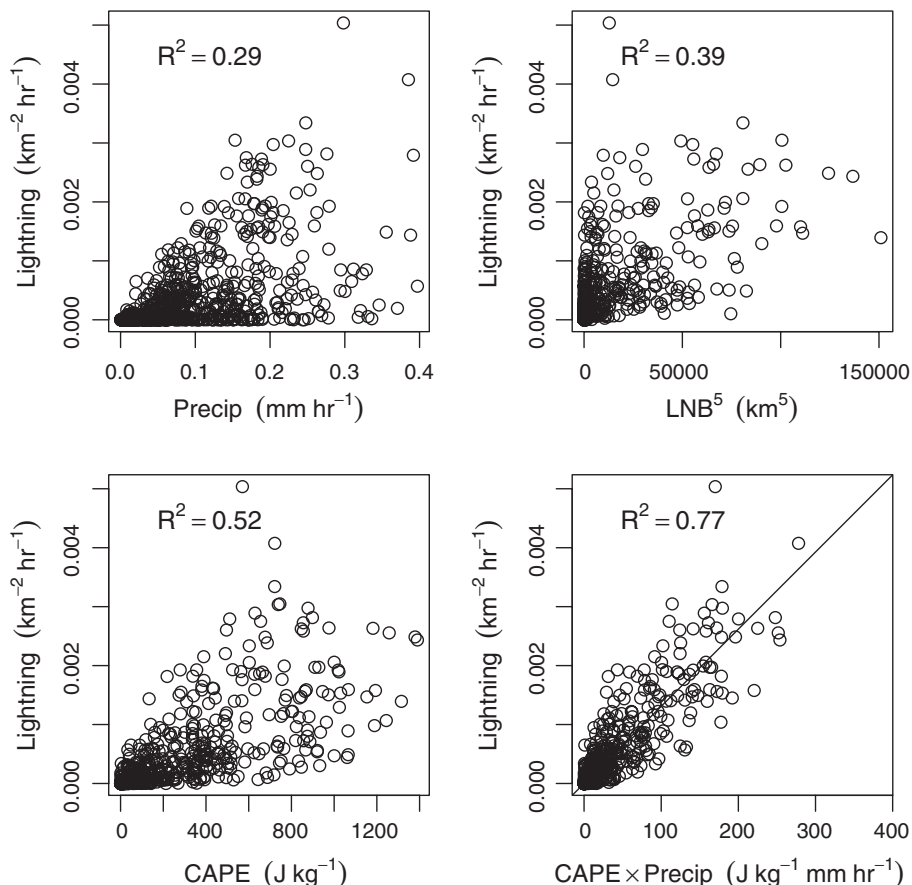 R² = 0.29
Lightning (km⁻² hr⁻¹)
0.000 0.002 0.004
0.0 0.1 0.2 0.3 0.4
Precip (mm hr⁻¹)
R² = 0.39
Lightning (km⁻² hr⁻¹)
0.000 0.002 0.004
0 50000 150000
LNB⁵ (km⁵)
R² = 0.52
Lightning (km⁻² hr⁻¹)
0.000 0.002 0.004
0 400 800 1200
CAPE (J kg⁻¹)
R² = 0.77
Lightning (km⁻² hr⁻¹)
0.000 0.002 0.004
0 100 200 300 400
CAPE × Precip (J kg⁻¹ mm hr⁻¹)